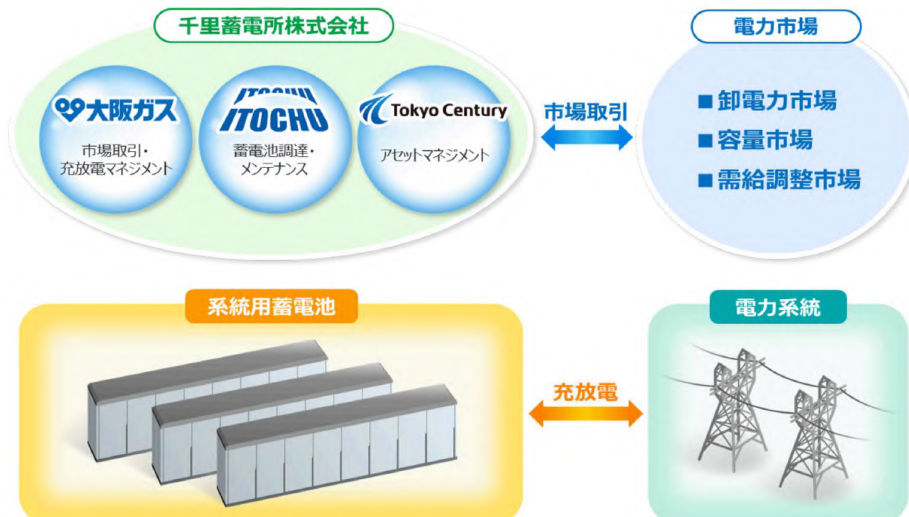 千里蓄電所株式会社
大阪ガス
市場取引・
充放電マネジメント
ITOCHU
ITOCHU
蓄電池調達・
メンテナンス
Tokyo Century
アセットマネジメント
市場取引
電力市場
■ 卸電力市場
■ 容量市場
■ 需給調整市場
系統用蓄電池
充放電
電力系統